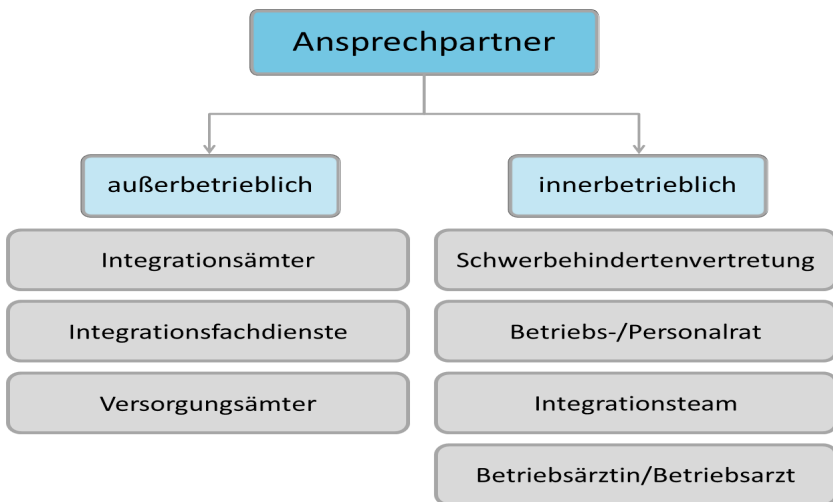 Ansprechpartner
außerbetrieblich
Integrationsämter
Integrationsfachdienste
Versorgungsämter
innerbetrieblich
Schwerbehindertenvertretung
Betriebs-/Personalrat
Integrationsteam
Betriebsärztin/Betriebsarzt